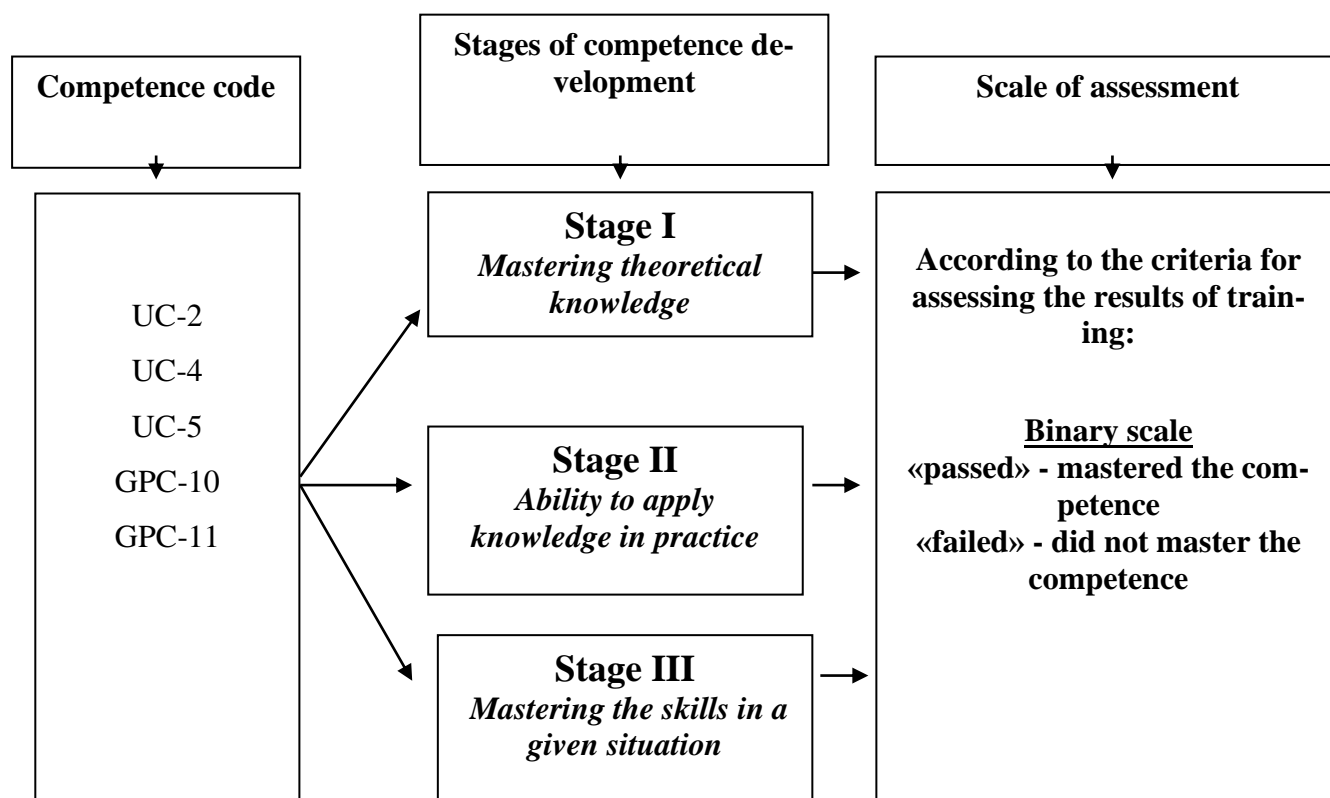 Competence code
Stages of competence de-
velopment
Scale of assessment
UC-2
UC-4
UC-5
GPC-10
GPC-11
Stage I
Mastering theoretical
knowledge
Stage II
Ability to apply
knowledge in practice
Stage III
Mastering the skills in a
given situation
According to the criteria for
assessing the results of train-
ing:
Binary scale
«passed» - mastered the com-
petence
«failed» - did not master the
competence